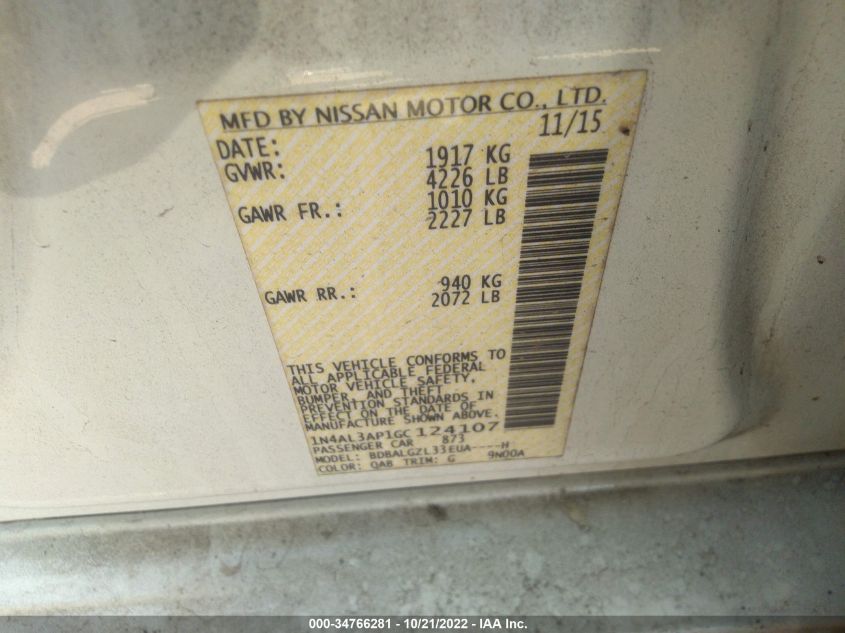 MFD BY NISSAN MOTOR CO., LTD.
DATE: 11/15
GVWR: 1917 KG
4226 LB
GAWR FR.: 1010 KG
2227 LB
GAWR RR.: 940 KG
2072 LB
THIS VEHICLE CONFORMS TO
ALL APPLICABLE FEDERAL
MOTOR VEHICLE SAFETY,
BUMPER, AND THEFT
PREVENTION STANDARDS IN
EFFECT ON THE DATE OF
MANUFACTURE SHOWN ABOVE.
1N4AL3AP1GC124107
PASSENGER CAR 873
MODEL: BDBALGZL33EUA----H
COLOR: QAB TRIM: G 9N00A
000-34766281 - 10/21/2022 - IAA Inc.